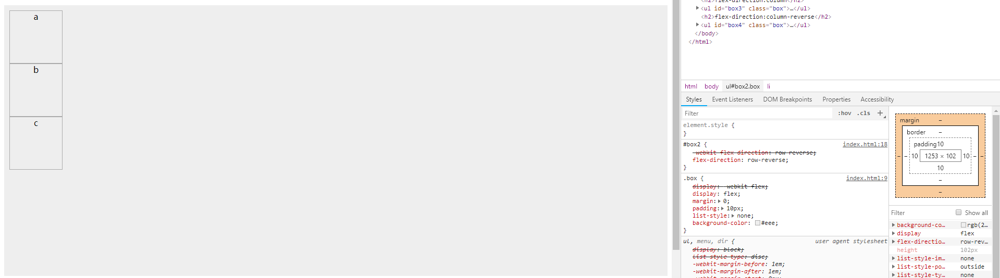 a
b
c
<h2>flex-direction:column</h2>
<ul id="box3" class="box">…</ul>
<h2>flex-direction:column-reverse</h2>
<ul id="box4" class="box">…</ul>
</body>
</html>
html body ul#box2.box li
Styles Event Listeners DOM Breakpoints Properties Accessibility
Filter :hov .cls +
element.style {
}
#box2 { index.html:18
-webkit-flex-direction: row-reverse;
flex-direction: row-reverse;
}
.box { index.html:9
display: -webkit-flex;
display: flex;
margin: 0;
padding: 10px;
list-style: none;
background-color: #eee;
}
ul, menu, dir { user agent stylesheet
display: block;
list-style-type: disc;
-webkit-margin-before: 1em;
-webkit-margin-after: 1em;
margin –
border –
padding 10
– – 10 1253 × 102 10 – –
10
–
–
Filter Show all
background-co… rgb(2…
display flex
flex-directio… row-rev…
height 102px
list-style-im… none
list-style-po… outside
list-style-ty… none